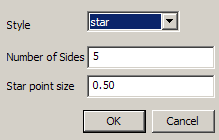 Style star
Number of Sides 5
Star point size 0.50
OK Cancel